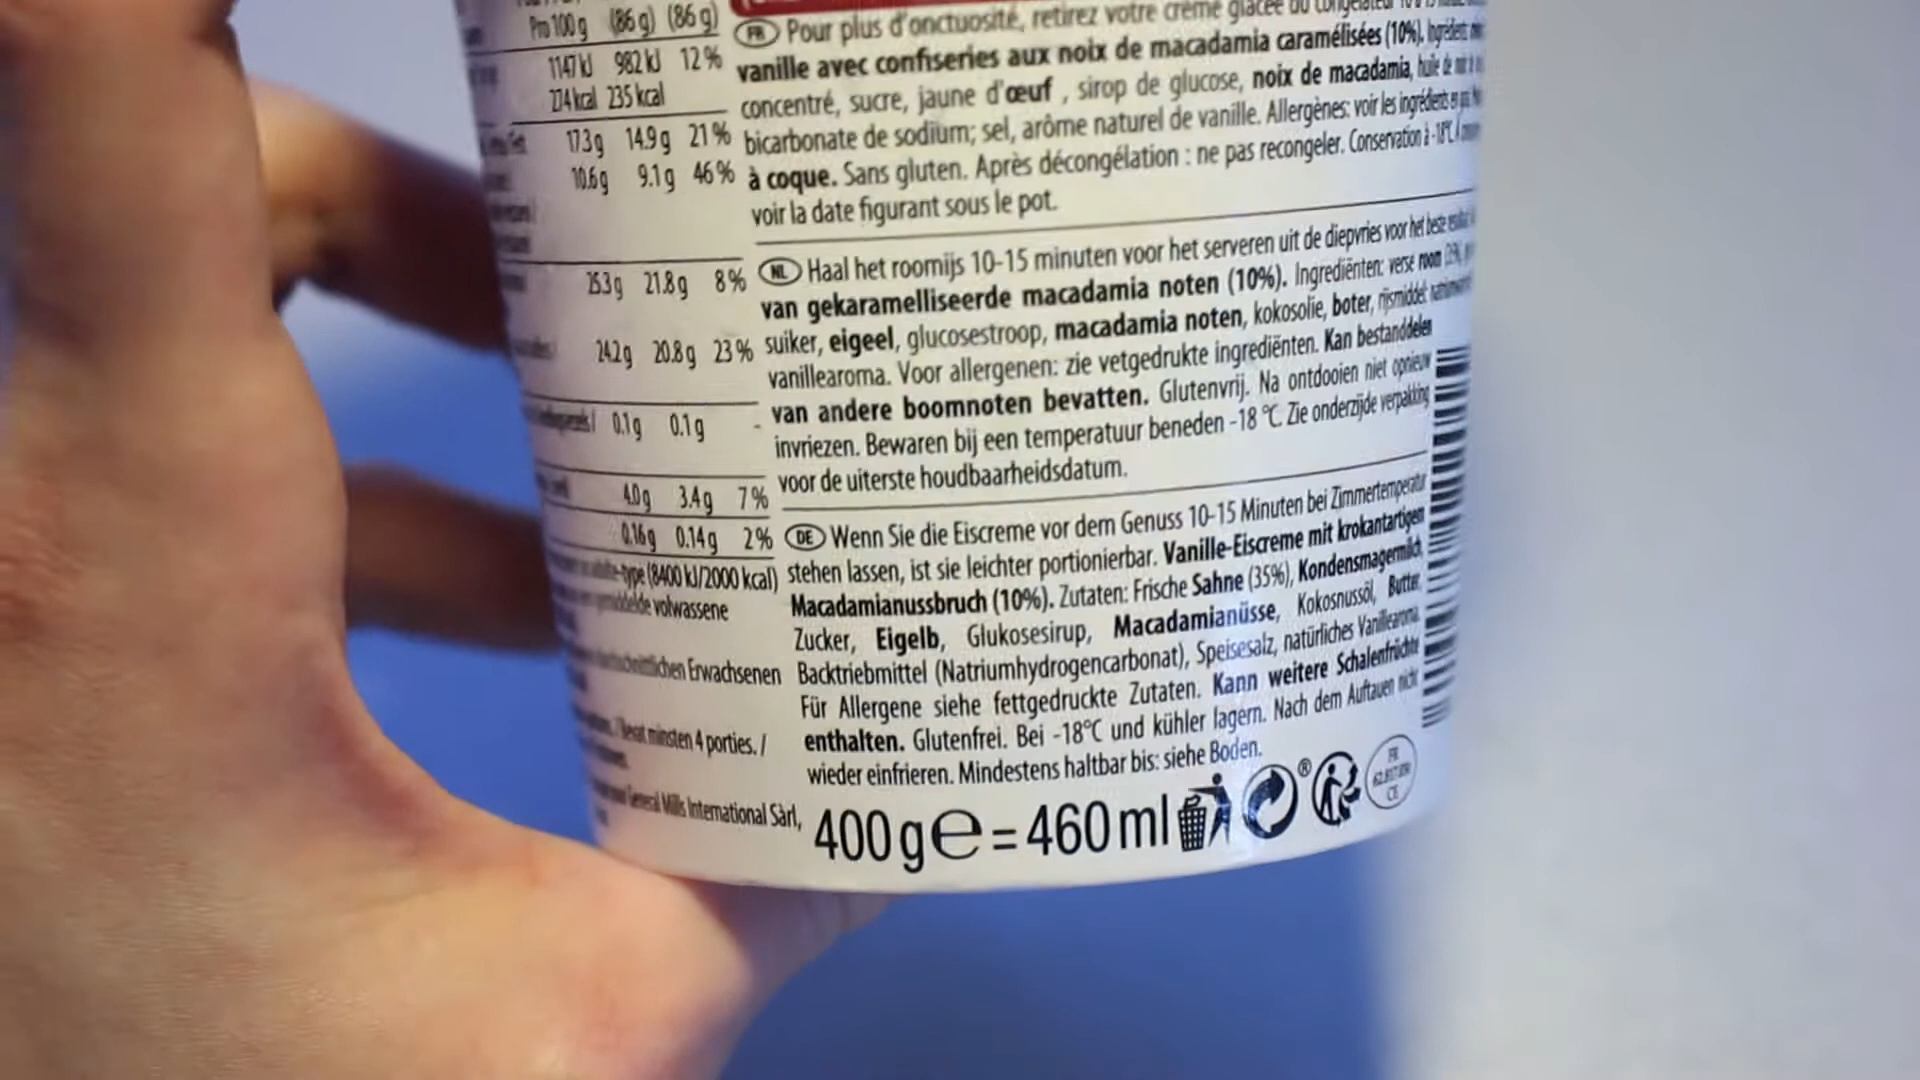 Pro 100 g (86 g) (86 g)
1147 kJ 982 kJ 12 %
274 kcal 235 kcal
17.3 g 14.9 g 21 %
10.6 g 9.1 g 46 %
25.3 g 21.8 g 8 %
24.2 g 20.8 g 23 %
0.1 g 0.1 g -
4.0 g 3.4 g 7 %
0.16 g 0.14 g 2 %
(8400 kJ/2000 kcal)
volwassene
Erwachsenen
minsten 4 porties. /
General Mills International Sàrl,
FR Pour plus d'onctuosité, retirez votre crème glacée du congélateur
vanille avec confiseries aux noix de macadamia caramélisées (10%).
concentré, sucre, jaune d'œuf , sirop de glucose, noix de macadamia, huile de
bicarbonate de sodium; sel, arôme naturel de vanille. Allergènes: voir les ingrédients
à coque. Sans gluten. Après décongélation : ne pas recongeler. Conservation à -18°C.
voir la date figurant sous le pot.
NL Haal het roomijs 10-15 minuten voor het serveren uit de diepvries voor het beste
van gekaramelliseerde macadamia noten (10%). Ingrediënten: verse room
suiker, eigeel, glucosestroop, macadamia noten, kokosolie, boter, rijsmiddel:
vanillearoma. Voor allergenen: zie vetgedrukte ingrediënten. Kan bestanddelen
van andere boomnoten bevatten. Glutenvrij. Na ontdooien niet opnieuw
invriezen. Bewaren bij een temperatuur beneden -18 °C. Zie onderzijde verpakking
voor de uiterste houdbaarheidsdatum.
DE Wenn Sie die Eiscreme vor dem Genuss 10-15 Minuten bei Zimmertemperatur
stehen lassen, ist sie leichter portionierbar. Vanille-Eiscreme mit krokantartigen
Macadamianussbruch (10%). Zutaten: Frische Sahne (35%), Kondensmagermilch,
Zucker, Eigelb, Glukosesirup, Macadamianüsse, Kokosnussöl, Butter,
Backtriebmittel (Natriumhydrogencarbonat), Speisesalz, natürliches Vanillearoma.
Für Allergene siehe fettgedruckte Zutaten. Kann weitere Schalenfrüchte
enthalten. Glutenfrei. Bei -18°C und kühler lagern. Nach dem Auftauen nicht
wieder einfrieren. Mindestens haltbar bis: siehe Boden.
400 g e = 460 ml ®
FR
CE